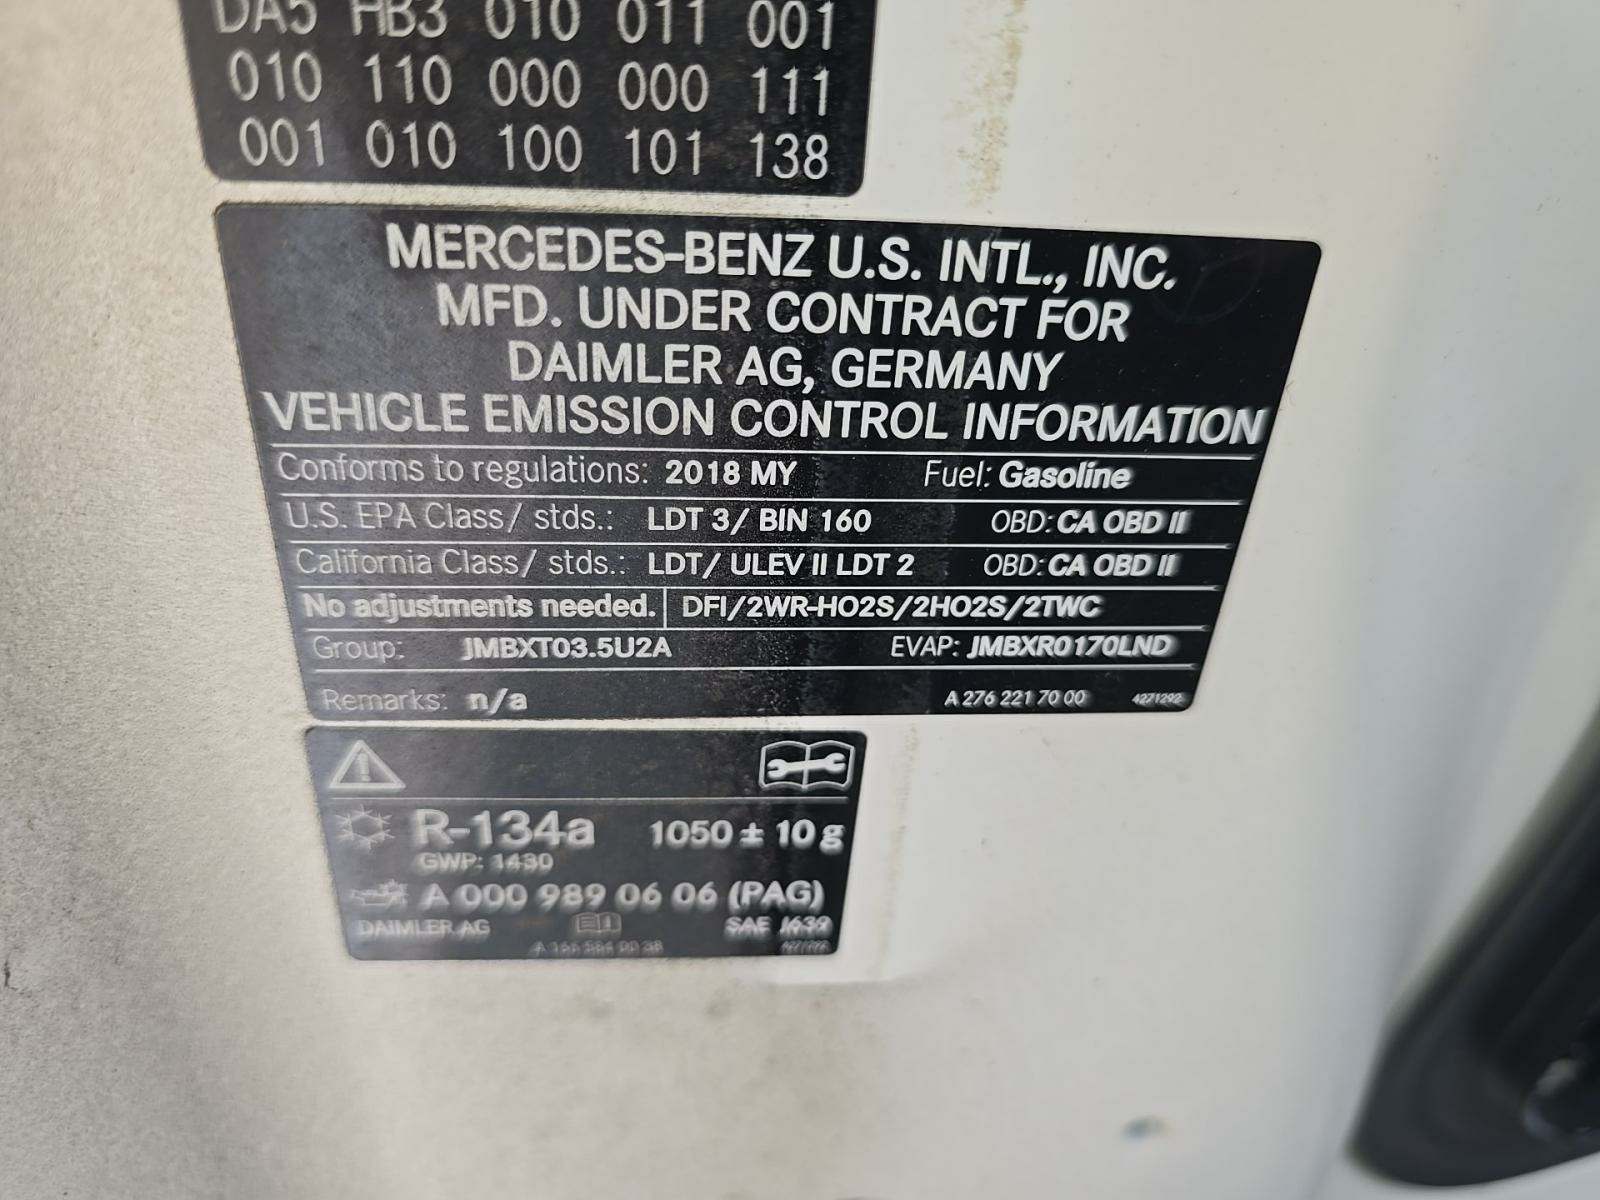 DA5 HB3 010 011 001
010 110 000 000 111
001 010 100 101 138
MERCEDES-BENZ U.S. INTL., INC.
MFD. UNDER CONTRACT FOR
DAIMLER AG, GERMANY
VEHICLE EMISSION CONTROL INFORMATION
Conforms to regulations: 2018 MY Fuel: Gasoline
U.S. EPA Class/ stds.: LDT 3/ BIN 160 OBD: CA OBD II
California Class/ stds.: LDT/ ULEV II LDT 2 OBD: CA OBD II
No adjustments needed. DFI/2WR-HO2S/2HO2S/2TWC
Group: JMBXT03.5U2A EVAP: JMBXR0170LND
Remarks: n/a A 276 221 70 00 4271292
R-134a 1050 ± 10 g
GWP: 1430
A 000 989 06 06 (PAG)
DAIMLER AG SAE J639